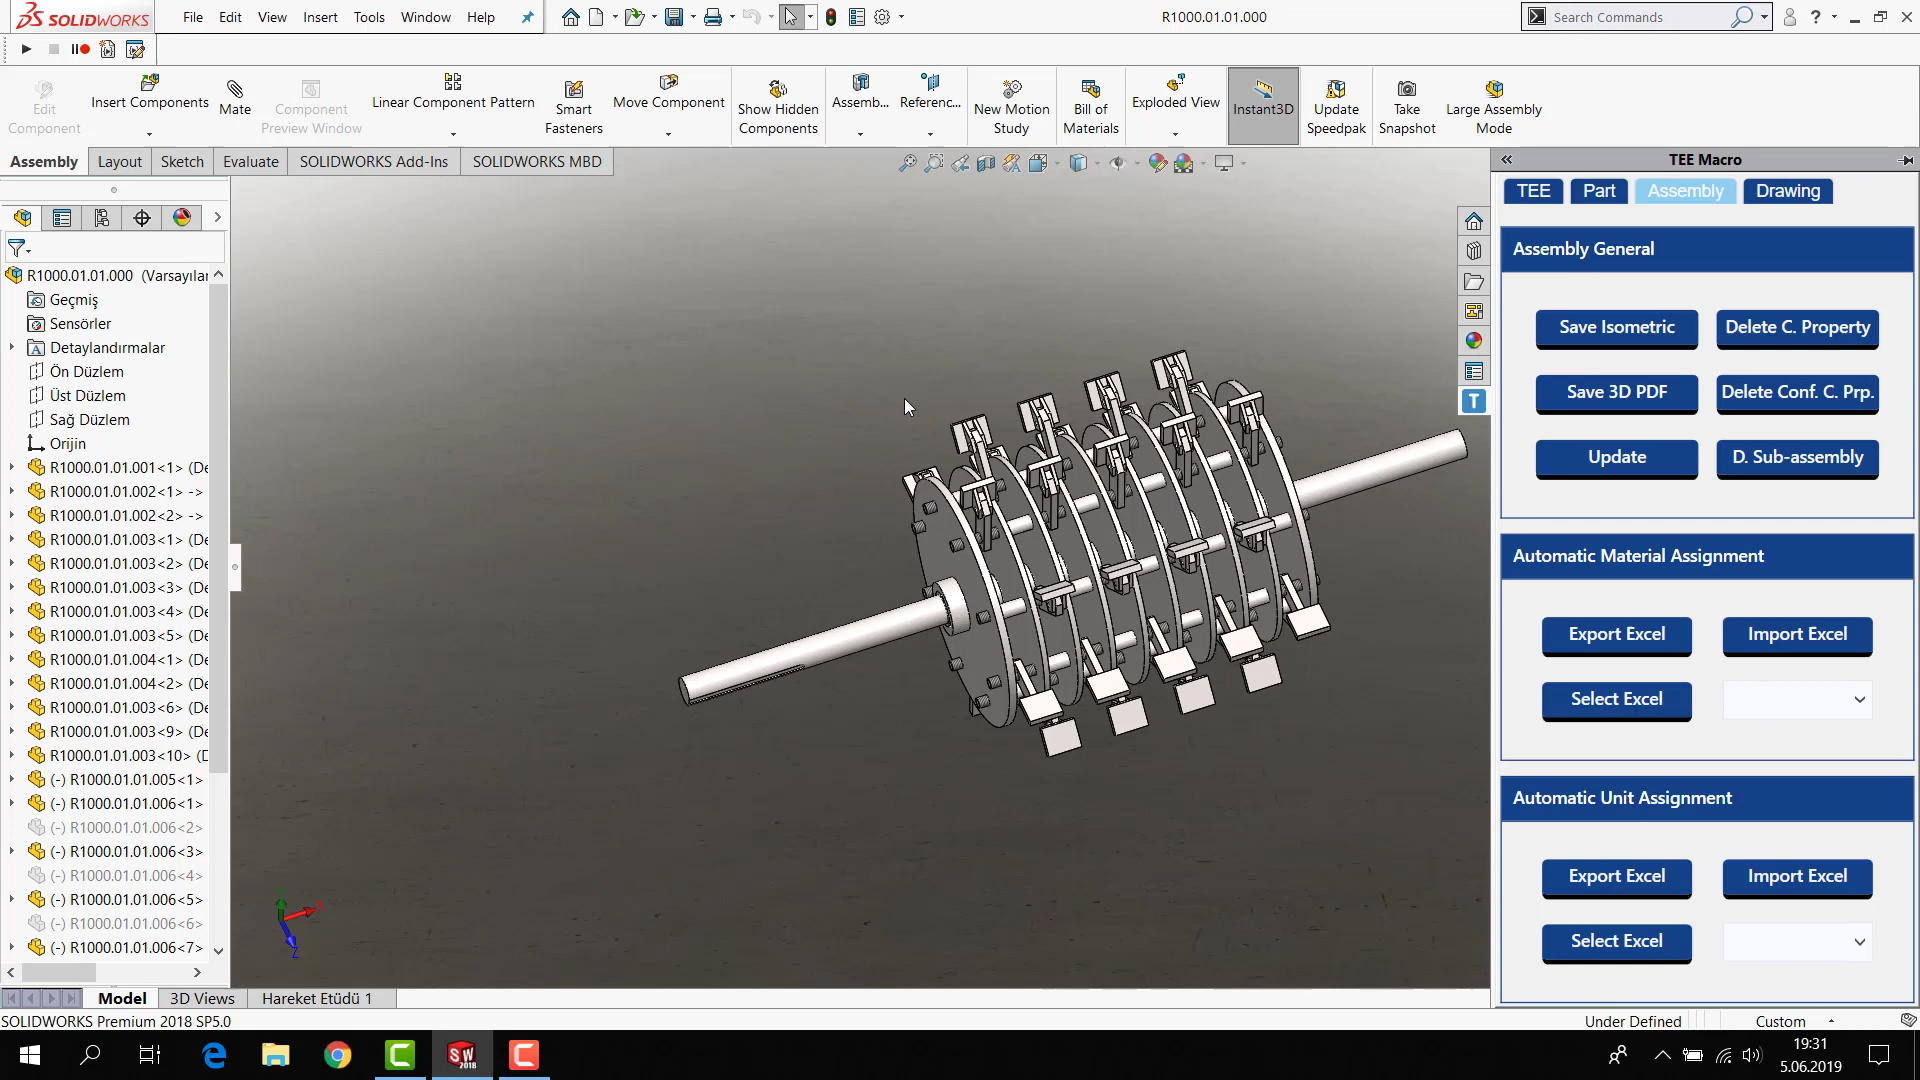 SOLIDWORKS
File Edit View Insert Tools Window Help
R1000.01.01.000
Search Commands
?
Edit Component
Insert Components
Mate
Component Preview Window
Linear Component Pattern
Smart Fasteners
Move Component
Show Hidden Components
Assemb...
Referenc...
New Motion Study
Bill of Materials
Exploded View
Instant3D
Update Speedpak
Take Snapshot
Large Assembly Mode
Assembly Layout Sketch Evaluate SOLIDWORKS Add-Ins SOLIDWORKS MBD
R1000.01.01.000 (Varsayılar
Geçmiş
Sensörler
Detaylandırmalar
Ön Düzlem
Üst Düzlem
Sağ Düzlem
Orijin
R1000.01.01.001<1> (De
R1000.01.01.002<1> ->
R1000.01.01.002<2> ->
R1000.01.01.003<1> (De
R1000.01.01.003<2> (De
R1000.01.01.003<3> (De
R1000.01.01.003<4> (De
R1000.01.01.003<5> (De
R1000.01.01.004<1> (De
R1000.01.01.004<2> (De
R1000.01.01.003<6> (De
R1000.01.01.003<9> (De
R1000.01.01.003<10> (D
(-) R1000.01.01.005<1>
(-) R1000.01.01.006<1>
(-) R1000.01.01.006<2>
(-) R1000.01.01.006<3>
(-) R1000.01.01.006<4>
(-) R1000.01.01.006<5>
(-) R1000.01.01.006<6>
(-) R1000.01.01.006<7>
TEE Macro
TEE Part Assembly Drawing
Assembly General
Save Isometric Delete C. Property
Save 3D PDF Delete Conf. C. Prp.
Update D. Sub-assembly
Automatic Material Assignment
Export Excel Import Excel
Select Excel
Automatic Unit Assignment
Export Excel Import Excel
Select Excel
T
Model 3D Views Hareket Etüdü 1
SOLIDWORKS Premium 2018 SP5.0
Under Defined Custom
SW 2018
19:31
5.06.2019